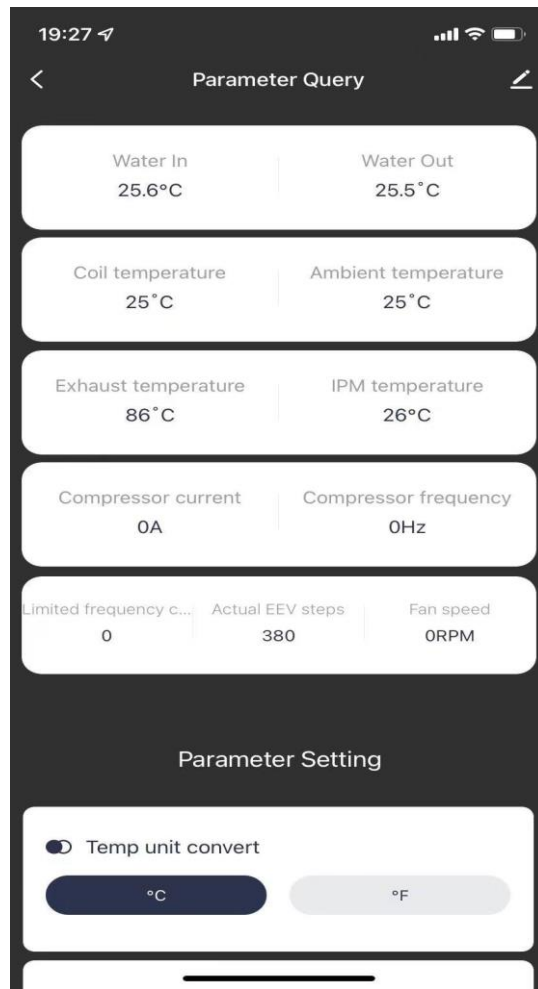 19:27
Parameter Query
Water In Water Out
25.6°C 25.5°C
Coil temperature Ambient temperature
25°C 25°C
Exhaust temperature IPM temperature
86°C 26°C
Compressor current Compressor frequency
0A 0Hz
Limited frequency c... Actual EEV steps Fan speed
0 380 0RPM
Parameter Setting
Temp unit convert
°C °F